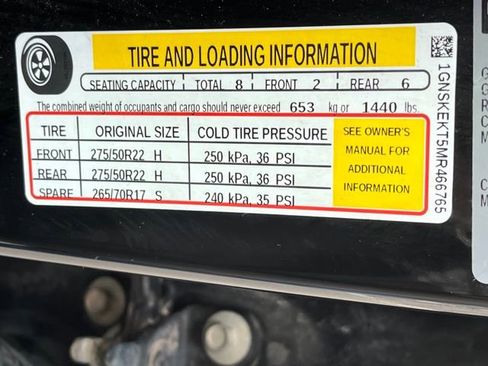 TIRE AND LOADING INFORMATION
SEATING CAPACITY TOTAL 8 FRONT 2 REAR 6
The combined weight of occupants and cargo should never exceed 653 kg or 1440 lbs.
TIRE ORIGINAL SIZE COLD TIRE PRESSURE
FRONT 275/50R22 H 250 kPa, 36 PSI
REAR 275/50R22 H 250 kPa, 36 PSI
SPARE 265/70R17 S 240 kPa, 35 PSI
SEE OWNER'S
MANUAL FOR
ADDITIONAL
INFORMATION
1GNSKEKT5MR466765